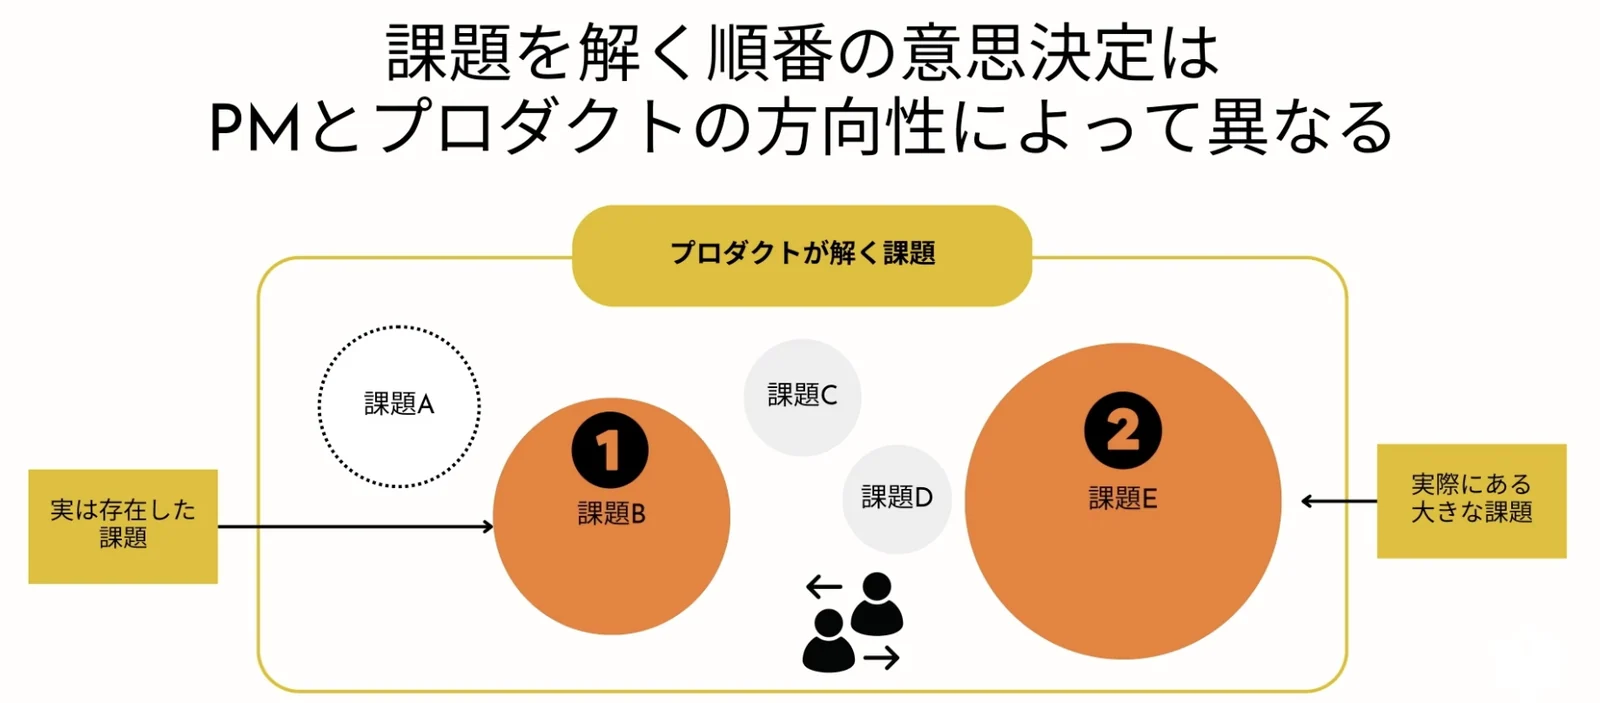 課題を解く順番の意思決定は
PMとプロダクトの方向性によって異なる
プロダクトが解く課題
課題A
1
課題B
課題C
課題D
2
課題E
実は存在した
課題
実際にある
大きな課題